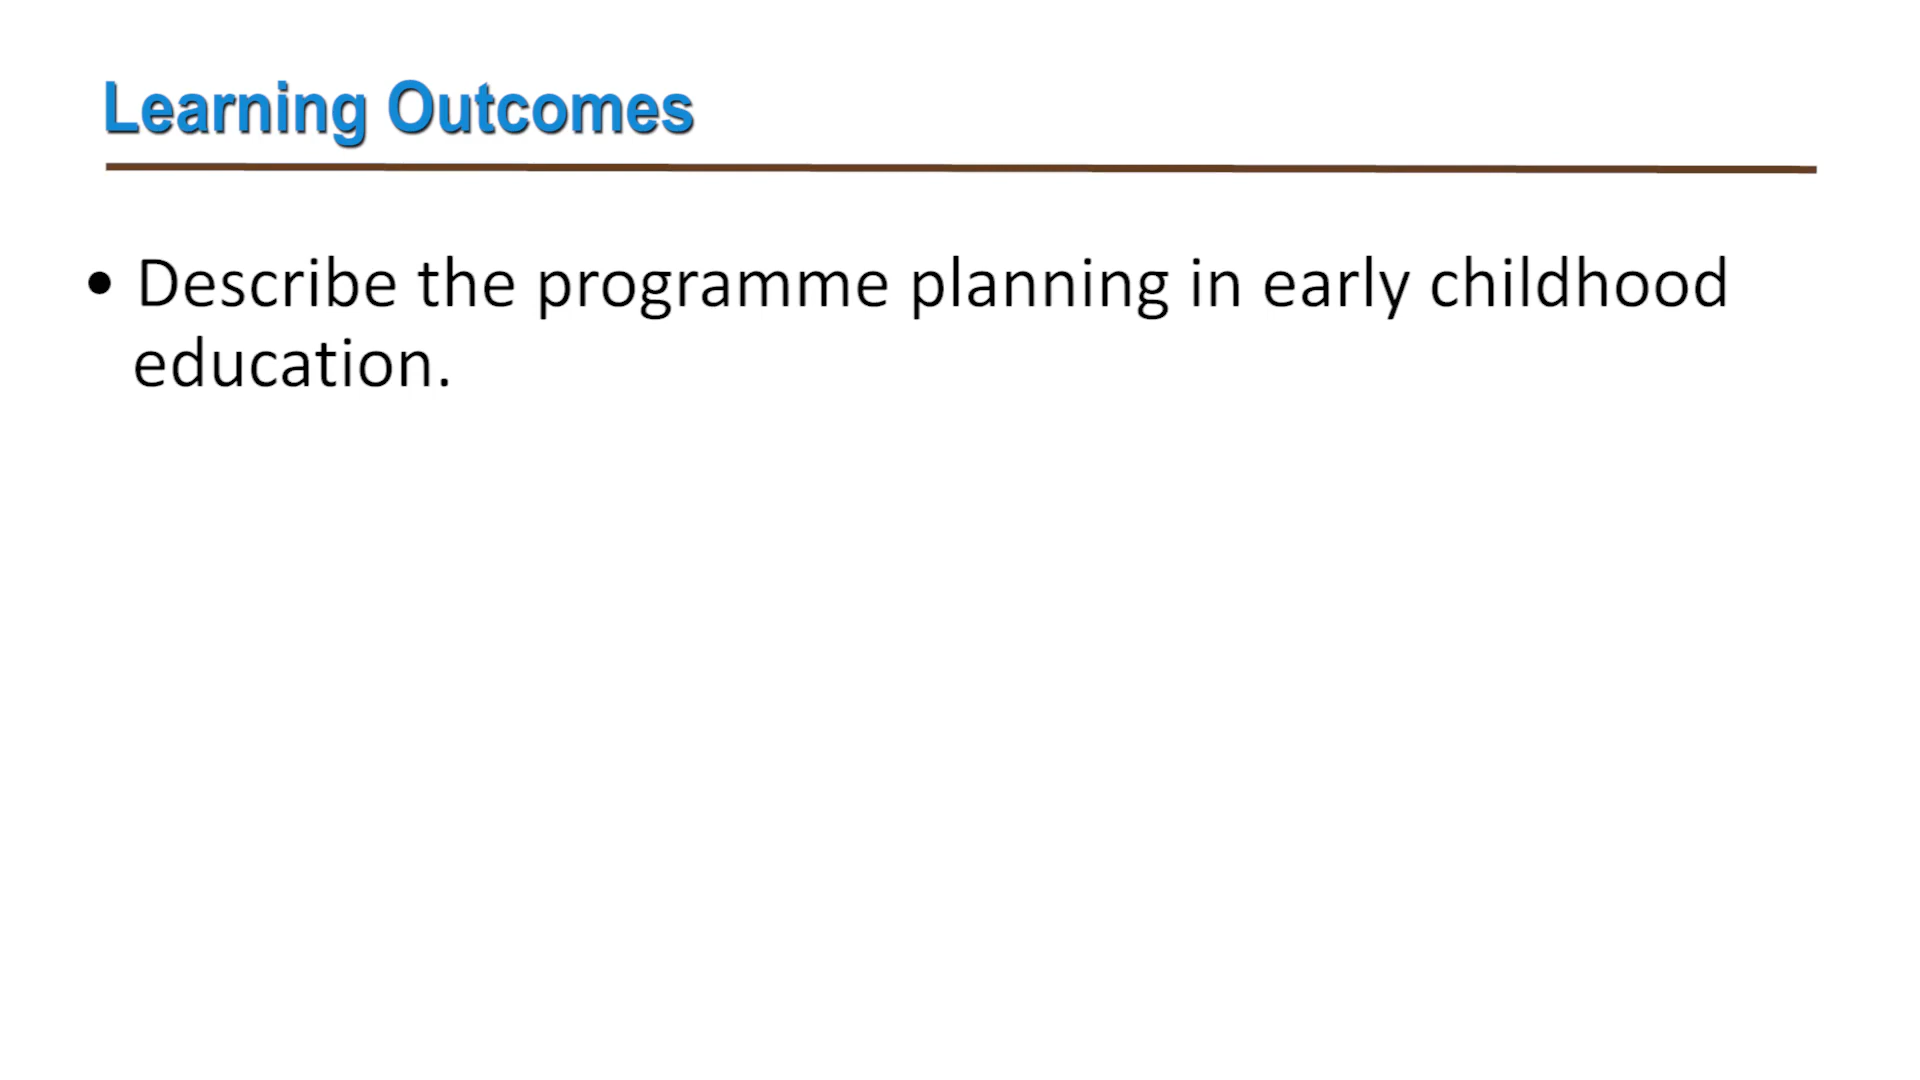 Learning Outcomes
• Describe the programme planning in early childhood
education.